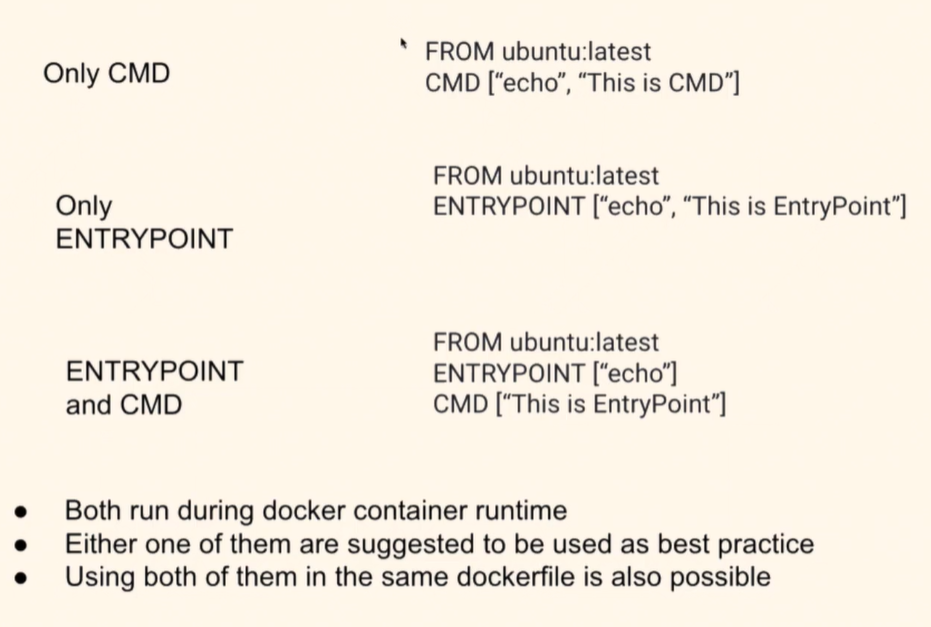 Only CMD
FROM ubuntu:latest
CMD [“echo”, “This is CMD”]
Only
ENTRYPOINT
FROM ubuntu:latest
ENTRYPOINT [“echo”, “This is EntryPoint”]
ENTRYPOINT
and CMD
FROM ubuntu:latest
ENTRYPOINT [“echo”]
CMD [“This is EntryPoint”]
● Both run during docker container runtime
● Either one of them are suggested to be used as best practice
● Using both of them in the same dockerfile is also possible